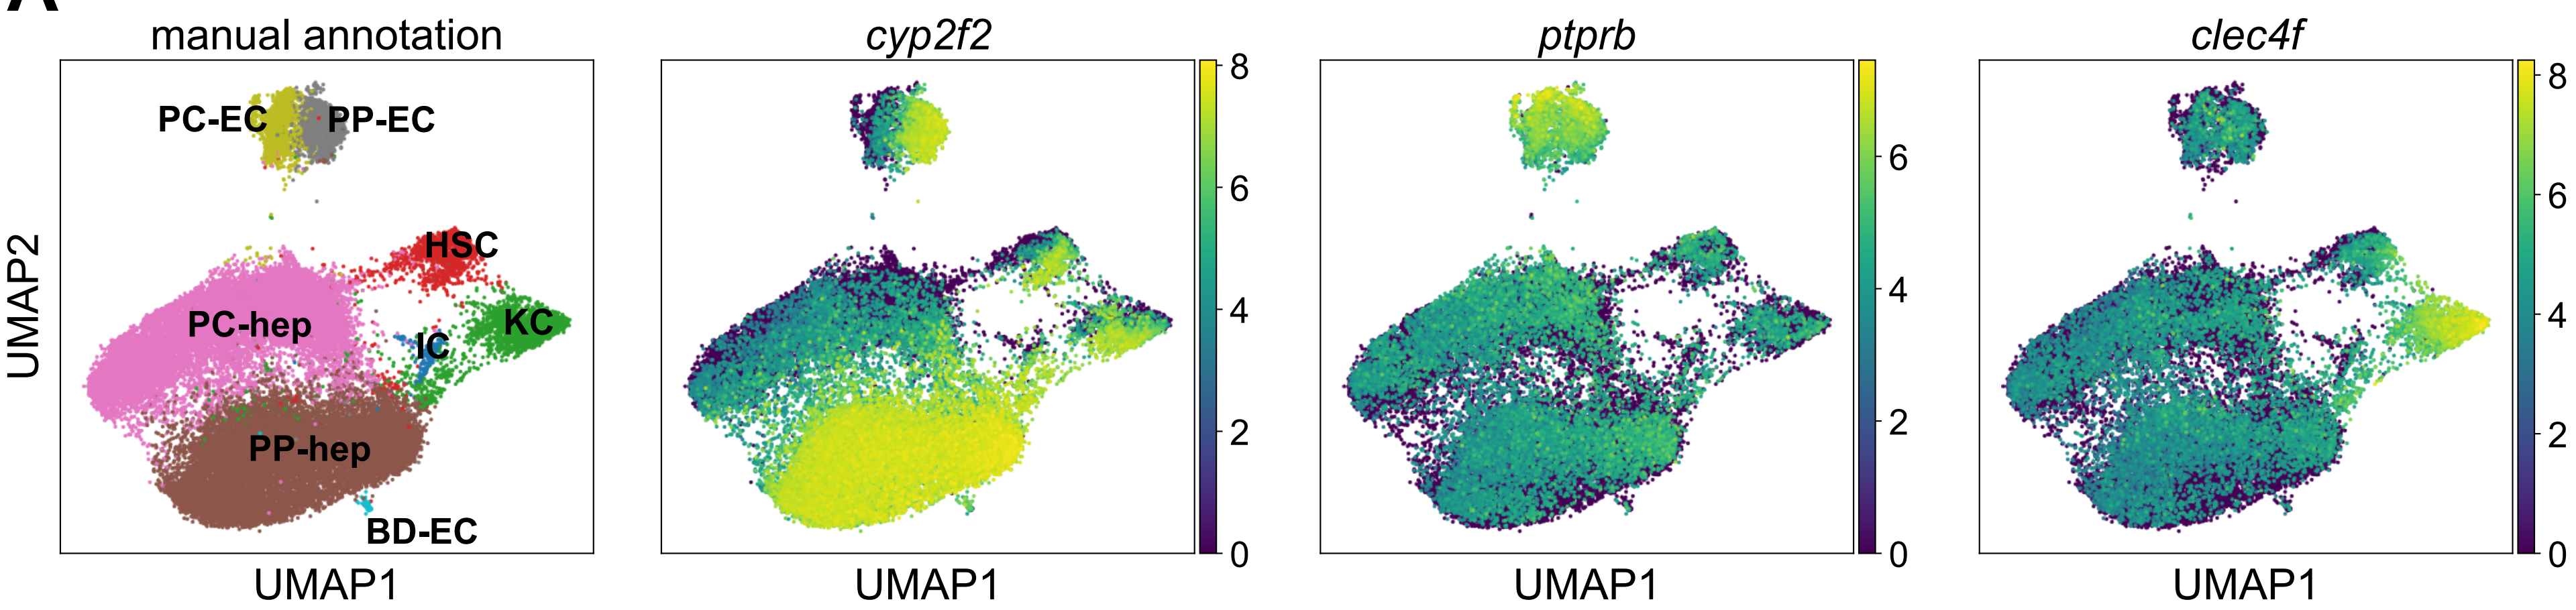 A
manual annotation
cyp2f2
ptprb
clec4f
PC-EC
PP-EC
HSC
PC-hep
KC
IC
PP-hep
BD-EC
UMAP2
UMAP1
8
6
4
2
0
UMAP1
6
4
2
0
UMAP1
8
6
4
2
0
UMAP1